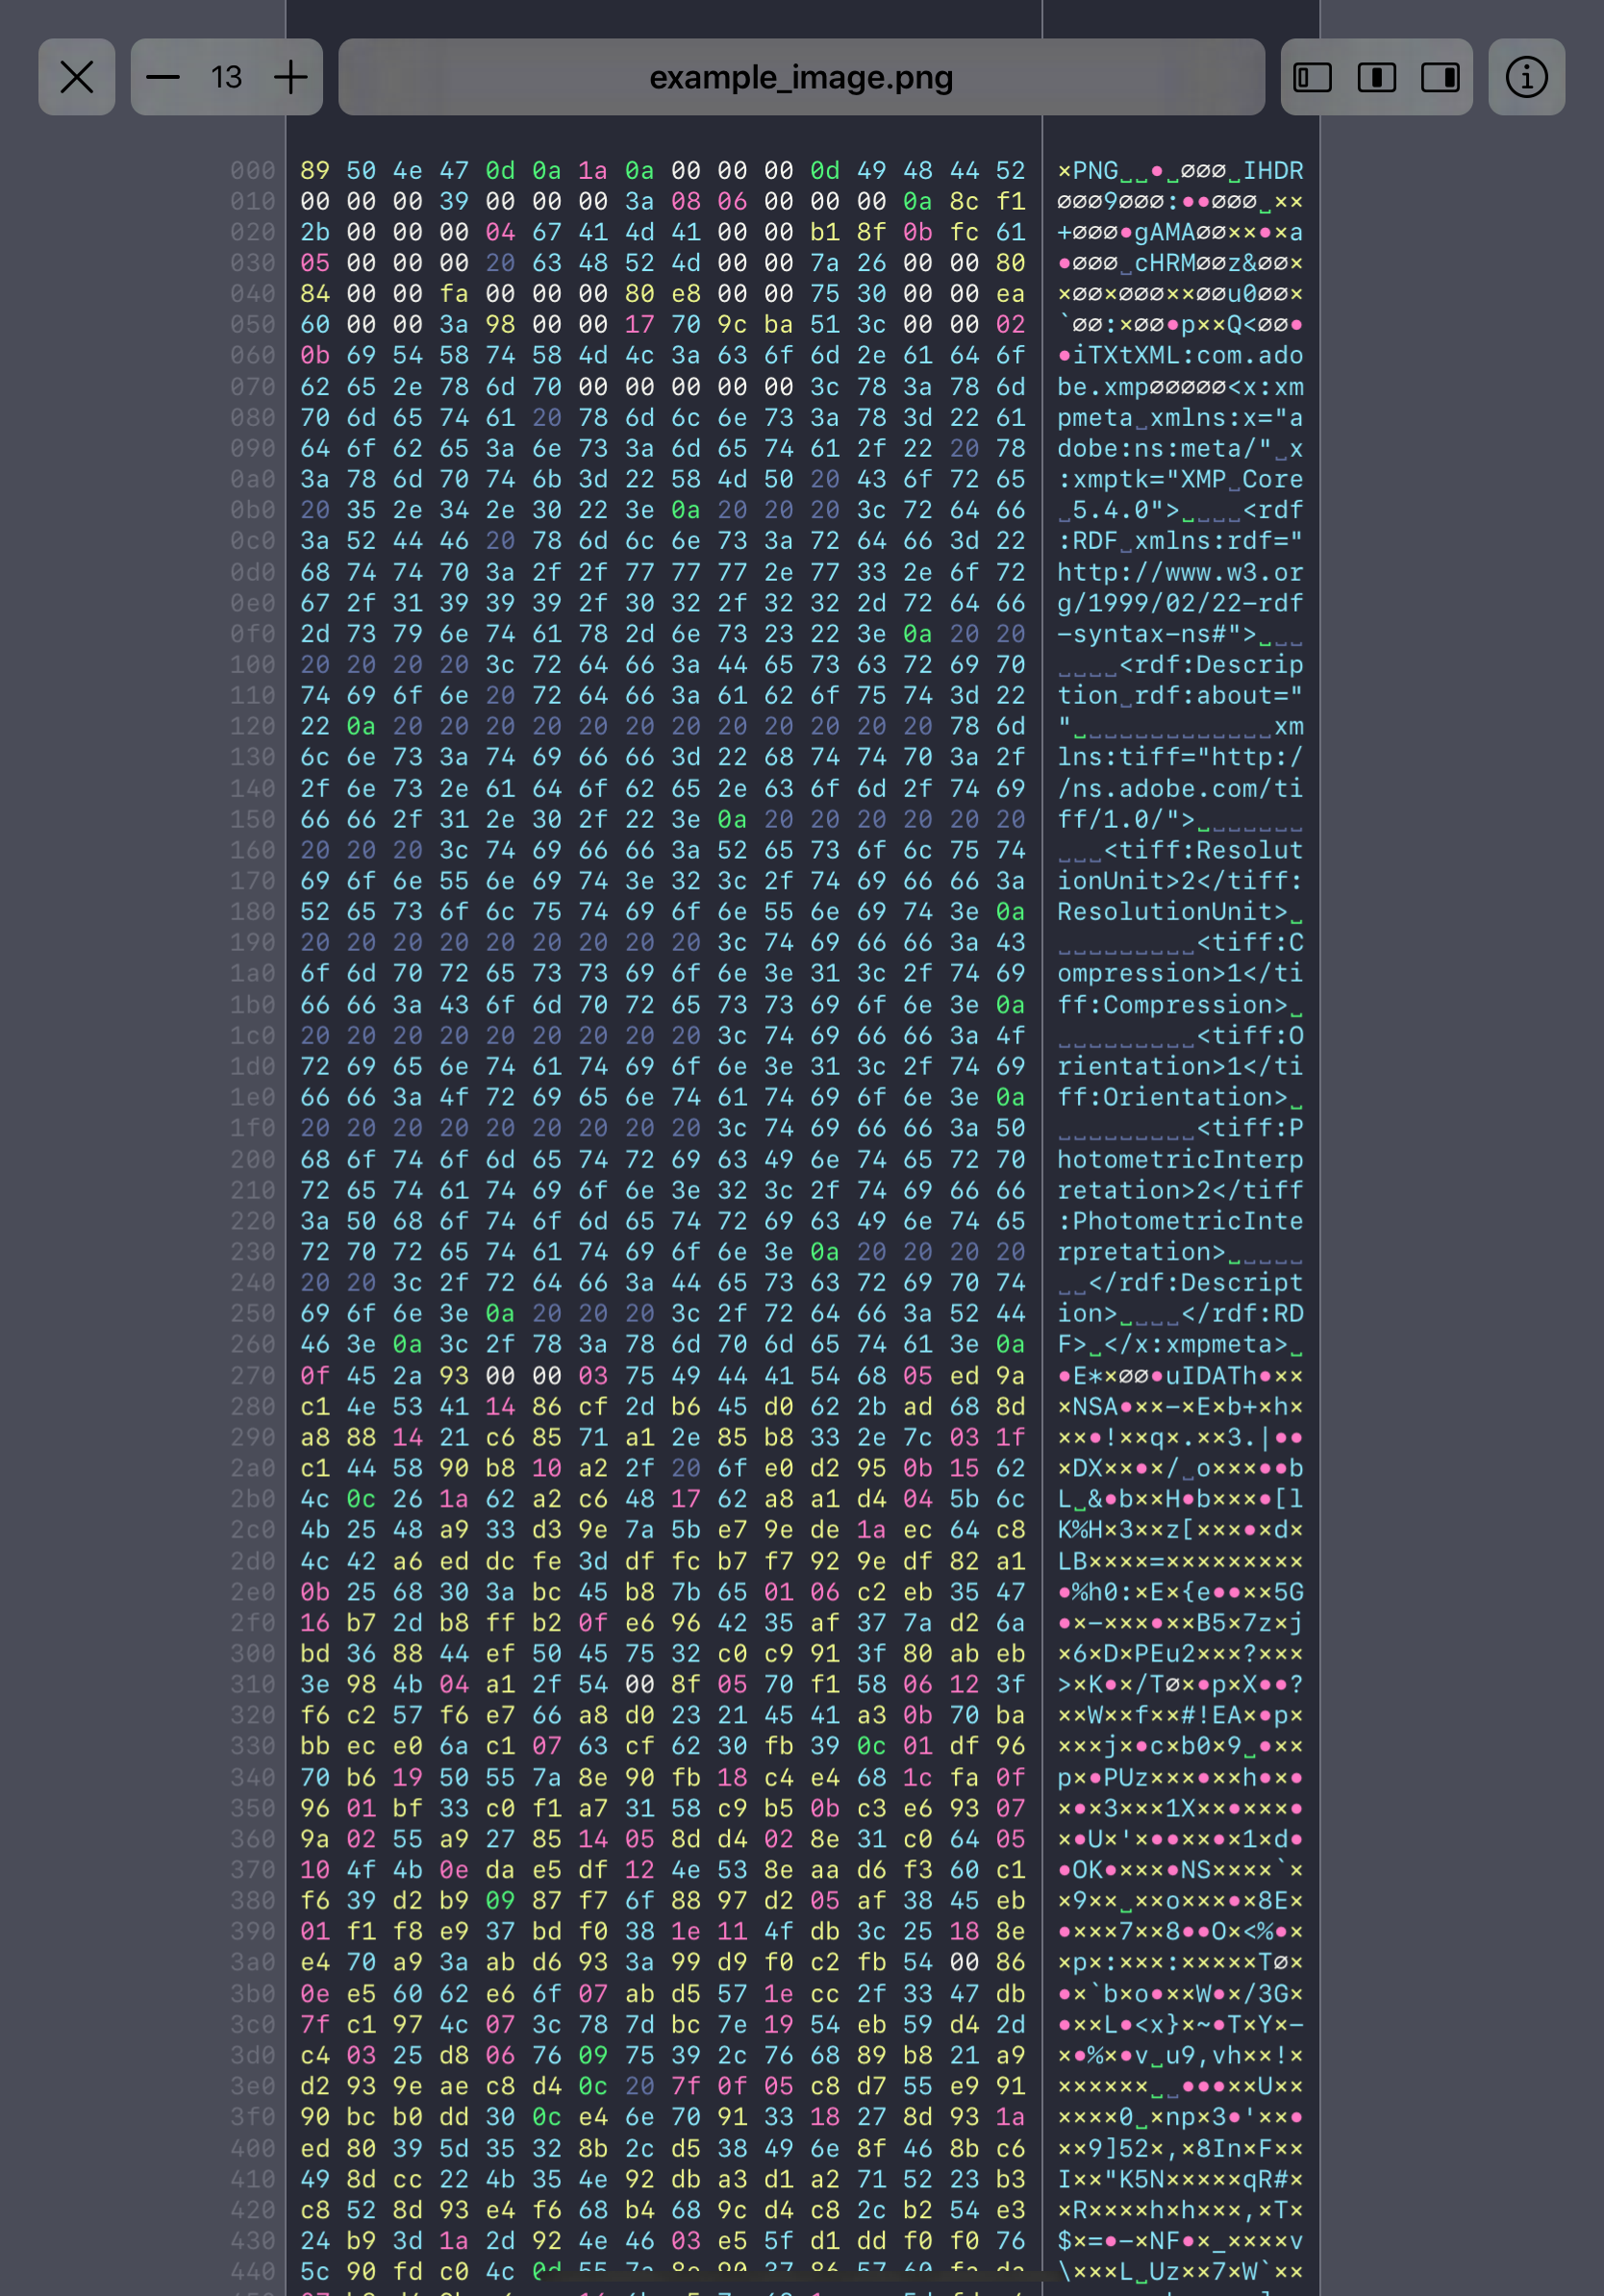 13
example_image.png
000 89 50 4e 47 0d 0a 1a 0a 00 00 00 0d 49 48 44 52 ×PNG␣␣•␣∅∅∅␣IHDR
010 00 00 00 39 00 00 00 3a 08 06 00 00 00 0a 8c f1 ∅∅∅9∅∅∅:••∅∅∅␣××
020 2b 00 00 00 04 67 41 4d 41 00 00 b1 8f 0b fc 61 +∅∅∅•gAMA∅∅××•×a
030 05 00 00 00 20 63 48 52 4d 00 00 7a 26 00 00 80 •∅∅∅␣cHRM∅∅z&∅∅×
040 84 00 00 fa 00 00 00 80 e8 00 00 75 30 00 00 ea ×∅∅×∅∅∅××∅∅u0∅∅×
050 60 00 00 3a 98 00 00 17 70 9c ba 51 3c 00 00 02 `∅∅:×∅∅•p××Q<∅∅•
060 0b 69 54 58 74 58 4d 4c 3a 63 6f 6d 2e 61 64 6f •iTXtXML:com.ado
070 62 65 2e 78 6d 70 00 00 00 00 00 3c 78 3a 78 6d be.xmp∅∅∅∅∅<x:xm
080 70 6d 65 74 61 20 78 6d 6c 6e 73 3a 78 3d 22 61 pmeta␣xmlns:x="a
090 64 6f 62 65 3a 6e 73 3a 6d 65 74 61 2f 22 20 78 dobe:ns:meta/"␣x
0a0 3a 78 6d 70 74 6b 3d 22 58 4d 50 20 43 6f 72 65 :xmptk="XMP␣Core
0b0 20 35 2e 34 2e 30 22 3e 0a 20 20 20 3c 72 64 66 ␣5.4.0">␣␣␣␣<rdf
0c0 3a 52 44 46 20 78 6d 6c 6e 73 3a 72 64 66 3d 22 :RDF␣xmlns:rdf="
0d0 68 74 74 70 3a 2f 2f 77 77 77 2e 77 33 2e 6f 72 http://www.w3.or
0e0 67 2f 31 39 39 39 2f 30 32 2f 32 32 2d 72 64 66 g/1999/02/22-rdf
0f0 2d 73 79 6e 74 61 78 2d 6e 73 23 22 3e 0a 20 20 -syntax-ns#">␣␣␣
100 20 20 20 20 3c 72 64 66 3a 44 65 73 63 72 69 70 ␣␣␣␣<rdf:Descrip
110 74 69 6f 6e 20 72 64 66 3a 61 62 6f 75 74 3d 22 tion␣rdf:about="
120 22 0a 20 20 20 20 20 20 20 20 20 20 20 20 78 6d "␣␣␣␣␣␣␣␣␣␣␣␣␣xm
130 6c 6e 73 3a 74 69 66 66 3d 22 68 74 74 70 3a 2f lns:tiff="http:/
140 2f 6e 73 2e 61 64 6f 62 65 2e 63 6f 6d 2f 74 69 /ns.adobe.com/ti
150 66 66 2f 31 2e 30 2f 22 3e 0a 20 20 20 20 20 20 ff/1.0/">␣␣␣␣␣␣␣
160 20 20 20 3c 74 69 66 66 3a 52 65 73 6f 6c 75 74 ␣␣␣<tiff:Resolut
170 69 6f 6e 55 6e 69 74 3e 32 3c 2f 74 69 66 66 3a ionUnit>2</tiff:
180 52 65 73 6f 6c 75 74 69 6f 6e 55 6e 69 74 3e 0a ResolutionUnit>␣
190 20 20 20 20 20 20 20 20 20 3c 74 69 66 66 3a 43 ␣␣␣␣␣␣␣␣␣<tiff:C
1a0 6f 6d 70 72 65 73 73 69 6f 6e 3e 31 3c 2f 74 69 ompression>1</ti
1b0 66 66 3a 43 6f 6d 70 72 65 73 73 69 6f 6e 3e 0a ff:Compression>␣
1c0 20 20 20 20 20 20 20 20 20 3c 74 69 66 66 3a 4f ␣␣␣␣␣␣␣␣␣<tiff:O
1d0 72 69 65 6e 74 61 74 69 6f 6e 3e 31 3c 2f 74 69 rientation>1</ti
1e0 66 66 3a 4f 72 69 65 6e 74 61 74 69 6f 6e 3e 0a ff:Orientation>␣
1f0 20 20 20 20 20 20 20 20 20 3c 74 69 66 66 3a 50 ␣␣␣␣␣␣␣␣␣<tiff:P
200 68 6f 74 6f 6d 65 74 72 69 63 49 6e 74 65 72 70 hotometricInterp
210 72 65 74 61 74 69 6f 6e 3e 32 3c 2f 74 69 66 66 retation>2</tiff
220 3a 50 68 6f 74 6f 6d 65 74 72 69 63 49 6e 74 65 :PhotometricInte
230 72 70 72 65 74 61 74 69 6f 6e 3e 0a 20 20 20 20 rpretation>␣␣␣␣␣
240 20 20 3c 2f 72 64 66 3a 44 65 73 63 72 69 70 74 ␣␣</rdf:Descript
250 69 6f 6e 3e 0a 20 20 20 3c 2f 72 64 66 3a 52 44 ion>␣␣␣␣</rdf:RD
260 46 3e 0a 3c 2f 78 3a 78 6d 70 6d 65 74 61 3e 0a F>␣</x:xmpmeta>␣
270 0f 45 2a 93 00 00 03 75 49 44 41 54 68 05 ed 9a •E*×∅∅•uIDATh•××
280 c1 4e 53 41 14 86 cf 2d b6 45 d0 62 2b ad 68 8d ×NSA•××-×E×b+×h×
290 a8 88 14 21 c6 85 71 a1 2e 85 b8 33 2e 7c 03 1f ××•!××q×.××3.|••
2a0 c1 44 58 90 b8 10 a2 2f 20 6f e0 d2 95 0b 15 62 ×DX××•×/␣o×××••b
2b0 4c 0c 26 1a 62 a2 c6 48 17 62 a8 a1 d4 04 5b 6c L␣&•b××H•b×××•[l
2c0 4b 25 48 a9 33 d3 9e 7a 5b e7 9e de 1a ec 64 c8 K%H×3××z[×××•×d×
2d0 4c 42 a6 ed dc fe 3d df fc b7 f7 92 9e df 82 a1 LB××××=×××××××××
2e0 0b 25 68 30 3a bc 45 b8 7b 65 01 06 c2 eb 35 47 •%h0:×E×{e••××5G
2f0 16 b7 2d b8 ff b2 0f e6 96 42 35 af 37 7a d2 6a •×-×××•××B5×7z×j
300 bd 36 88 44 ef 50 45 75 32 c0 c9 91 3f 80 ab eb ×6×D×PEu2×××?×××
310 3e 98 4b 04 a1 2f 54 00 8f 05 70 f1 58 06 12 3f >×K•×/T∅×•p×X••?
320 f6 c2 57 f6 e7 66 a8 d0 23 21 45 41 a3 0b 70 ba ××W××f××#!EA×•p×
330 bb ec e0 6a c1 07 63 cf 62 30 fb 39 0c 01 df 96 ×××j×•c×b0×9␣•××
340 70 b6 19 50 55 7a 8e 90 fb 18 c4 e4 68 1c fa 0f p×•PUz×××•××h•×•
350 96 01 bf 33 c0 f1 a7 31 58 c9 b5 0b c3 e6 93 07 ×•×3×××1X××•×××•
360 9a 02 55 a9 27 85 14 05 8d d4 02 8e 31 c0 64 05 ×•U×'×••××•×1×d•
370 10 4f 4b 0e da e5 df 12 4e 53 8e aa d6 f3 60 c1 •OK•×××•NS××××`×
380 f6 39 d2 b9 09 87 f7 6f 88 97 d2 05 af 38 45 eb ×9××␣××o×××•×8E×
390 01 f1 f8 e9 37 bd f0 38 1e 11 4f db 3c 25 18 8e •×××7××8••O×<%•×
3a0 e4 70 a9 3a ab d6 93 3a 99 d9 f0 c2 fb 54 00 86 ×p×:×××:×××××T∅×
3b0 0e e5 60 62 e6 6f 07 ab d5 57 1e cc 2f 33 47 db •×`b×o•××W•×/3G×
3c0 7f c1 97 4c 07 3c 78 7d bc 7e 19 54 eb 59 d4 2d •××L•<x}×~•T×Y×-
3d0 c4 03 25 d8 06 76 09 75 39 2c 76 68 89 b8 21 a9 ×•%×•v␣u9,vh××!×
3e0 d2 93 9e ae c8 d4 0c 20 7f 0f 05 c8 d7 55 e9 91 ××××××␣␣•••××U××
3f0 90 bc b0 dd 30 0c e4 6e 70 91 33 18 27 8d 93 1a ××××0␣×np×3•'××•
400 ed 80 39 5d 35 32 8b 2c d5 38 49 6e 8f 46 8b c6 ××9]52×,×8In×F××
410 49 8d cc 22 4b 35 4e 92 db a3 d1 a2 71 52 23 b3 I××"K5N×××××qR#×
420 c8 52 8d 93 e4 f6 68 b4 68 9c d4 c8 2c b2 54 e3 ×R××××h×h×××,×T×
430 24 b9 3d 1a 2d 92 4e 46 03 e5 5f d1 dd f0 f0 76 $×=•-×NF•×_××××v
440 5c 90 fd c0 4c 0d 55 7a 8e 90 37 86 57 60 fa da \×××L␣Uz××7×W`××